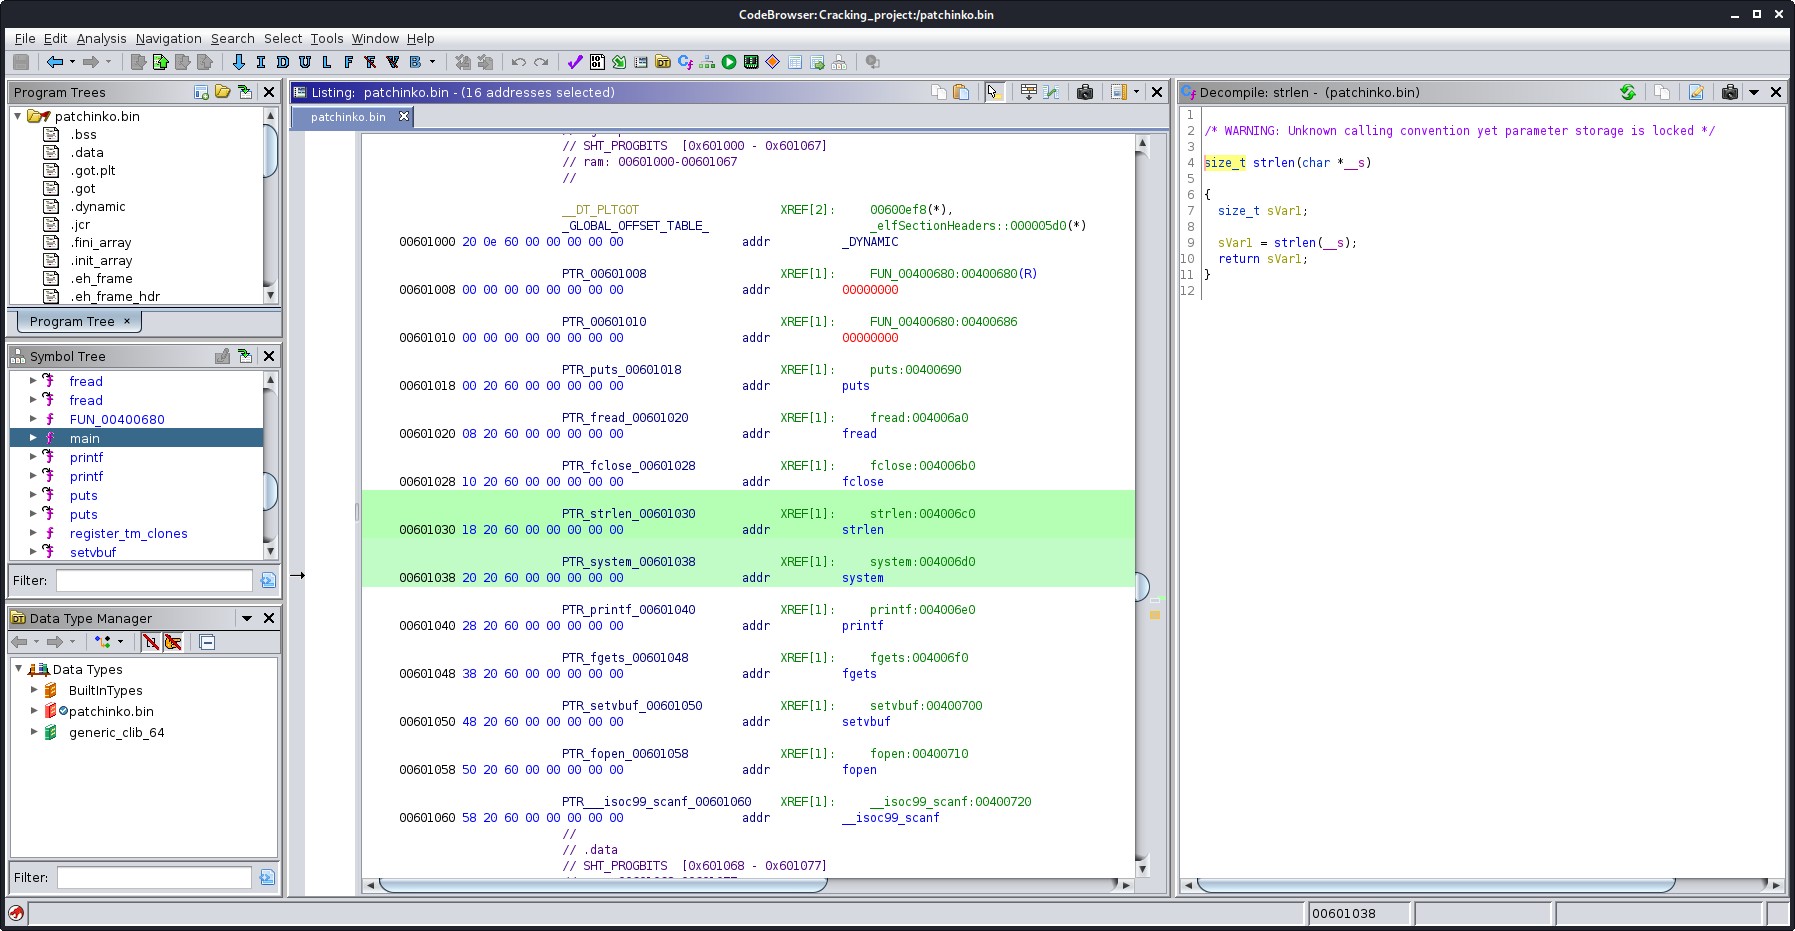 CodeBrowser: Cracking_project:/patchinko.bin
File Edit Analysis Navigation Search Select Tools Window Help
I D U L F B
Program Trees
patchinko.bin
.bss
.data
.got.plt
.got
.dynamic
.jcr
.fini_array
.init_array
.eh_frame
.eh_frame_hdr
Program Tree ×
Symbol Tree
fread
fread
FUN_00400680
main
printf
printf
puts
puts
register_tm_clones
setvbuf
Filter:
Data Type Manager
Data Types
BuiltInTypes
patchinko.bin
generic_clib_64
Filter:
Listing: patchinko.bin - (16 addresses selected)
patchinko.bin
// SHT_PROGBITS [0x601000 - 0x601067]
// ram: 00601000-00601067
//
__DT_PLTGOT XREF[2]: 00600ef8(*),
_GLOBAL_OFFSET_TABLE_ _elfSectionHeaders::000005d0(*)
00601000 20 0e 60 00 00 00 00 00 addr _DYNAMIC
PTR_00601008 XREF[1]: FUN_00400680:00400680(R)
00601008 00 00 00 00 00 00 00 00 addr 00000000
PTR_00601010 XREF[1]: FUN_00400680:00400686
00601010 00 00 00 00 00 00 00 00 addr 00000000
PTR_puts_00601018 XREF[1]: puts:00400690
00601018 00 20 60 00 00 00 00 00 addr puts
PTR_fread_00601020 XREF[1]: fread:004006a0
00601020 08 20 60 00 00 00 00 00 addr fread
PTR_fclose_00601028 XREF[1]: fclose:004006b0
00601028 10 20 60 00 00 00 00 00 addr fclose
PTR_strlen_00601030 XREF[1]: strlen:004006c0
00601030 18 20 60 00 00 00 00 00 addr strlen
PTR_system_00601038 XREF[1]: system:004006d0
00601038 20 20 60 00 00 00 00 00 addr system
PTR_printf_00601040 XREF[1]: printf:004006e0
00601040 28 20 60 00 00 00 00 00 addr printf
PTR_fgets_00601048 XREF[1]: fgets:004006f0
00601048 38 20 60 00 00 00 00 00 addr fgets
PTR_setvbuf_00601050 XREF[1]: setvbuf:00400700
00601050 48 20 60 00 00 00 00 00 addr setvbuf
PTR_fopen_00601058 XREF[1]: fopen:00400710
00601058 50 20 60 00 00 00 00 00 addr fopen
PTR___isoc99_scanf_00601060 XREF[1]: __isoc99_scanf:00400720
00601060 58 20 60 00 00 00 00 00 addr __isoc99_scanf
//
// .data
// SHT_PROGBITS [0x601068 - 0x601077]
Decompile: strlen - (patchinko.bin)
1
2 /* WARNING: Unknown calling convention yet parameter storage is locked */
3
4 size_t strlen(char *__s)
5
6 {
7 size_t sVar1;
8
9 sVar1 = strlen(__s);
10 return sVar1;
11 }
12
00601038